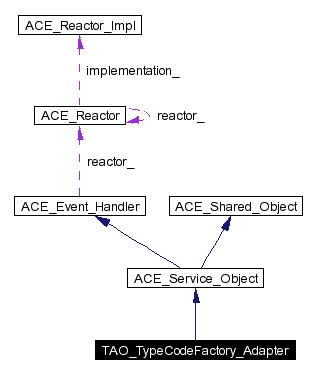 ACE_Reactor_Impl
implementation_
ACE_Reactor
reactor_
reactor_
ACE_Event_Handler
ACE_Shared_Object
ACE_Service_Object
TAO_TypeCodeFactory_Adapter